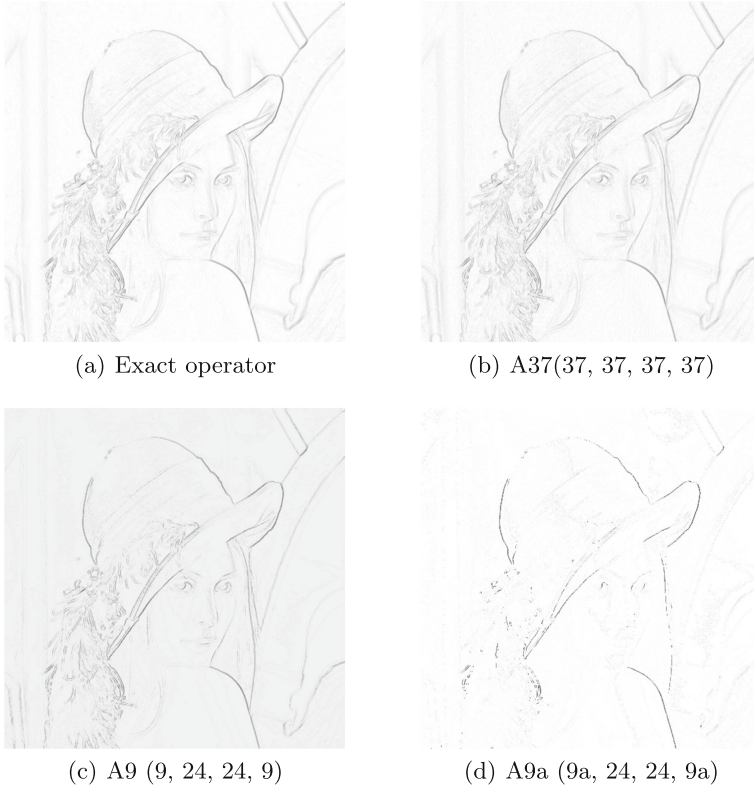 (a) Exact operator
(b) A37(37, 37, 37, 37)
(c) A9 (9, 24, 24, 9)
(d) A9a (9a, 24, 24, 9a)